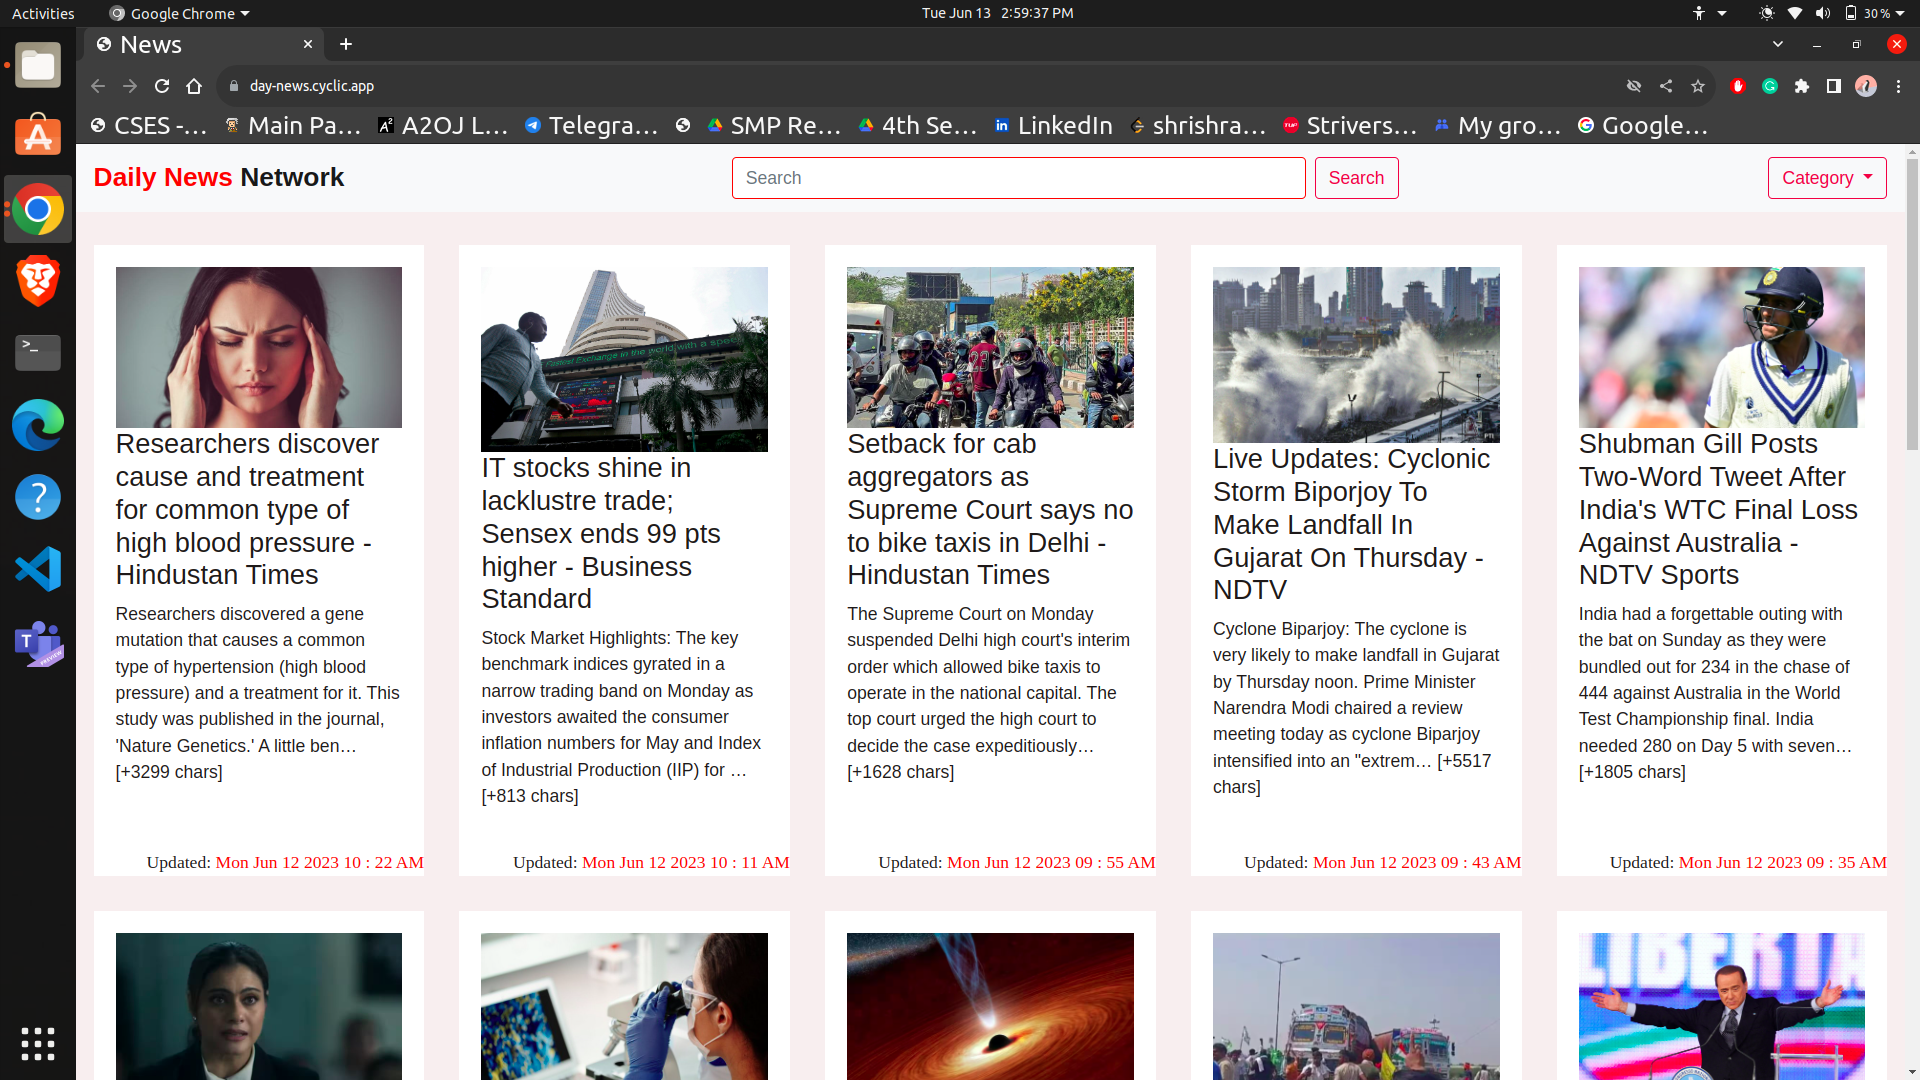 Activities Google Chrome Tue Jun 13 2:59:37 PM 30 %
News
day-news.cyclic.app
CSES -... Main Pa... A2OJ L... Telegra... SMP Re... 4th Se... LinkedIn shrishra... Strivers... My gro... Google...
Daily News Network Search Search Category
Researchers discover
cause and treatment
for common type of
high blood pressure -
Hindustan Times
Researchers discovered a gene
mutation that causes a common
type of hypertension (high blood
pressure) and a treatment for it. This
study was published in the journal,
'Nature Genetics.' A little ben…
[+3299 chars]
Updated: Mon Jun 12 2023 10 : 22 AM
Current Exchange in the world with a speed
IT stocks shine in
lacklustre trade;
Sensex ends 99 pts
higher - Business
Standard
Stock Market Highlights: The key
benchmark indices gyrated in a
narrow trading band on Monday as
investors awaited the consumer
inflation numbers for May and Index
of Industrial Production (IIP) for …
[+813 chars]
Updated: Mon Jun 12 2023 10 : 11 AM
23
Setback for cab
aggregators as
Supreme Court says no
to bike taxis in Delhi -
Hindustan Times
The Supreme Court on Monday
suspended Delhi high court's interim
order which allowed bike taxis to
operate in the national capital. The
top court urged the high court to
decide the case expeditiously…
[+1628 chars]
Updated: Mon Jun 12 2023 09 : 55 AM
Live Updates: Cyclonic
Storm Biporjoy To
Make Landfall In
Gujarat On Thursday -
NDTV
Cyclone Biparjoy: The cyclone is
very likely to make landfall in Gujarat
by Thursday noon. Prime Minister
Narendra Modi chaired a review
meeting today as cyclone Biparjoy
intensified into an "extrem… [+5517
chars]
Updated: Mon Jun 12 2023 09 : 43 AM
Shubman Gill Posts
Two-Word Tweet After
India's WTC Final Loss
Against Australia -
NDTV Sports
India had a forgettable outing with
the bat on Sunday as they were
bundled out for 234 in the chase of
444 against Australia in the World
Test Championship final. India
needed 280 on Day 5 with seven…
[+1805 chars]
Updated: Mon Jun 12 2023 09 : 35 AM
LIBERTA